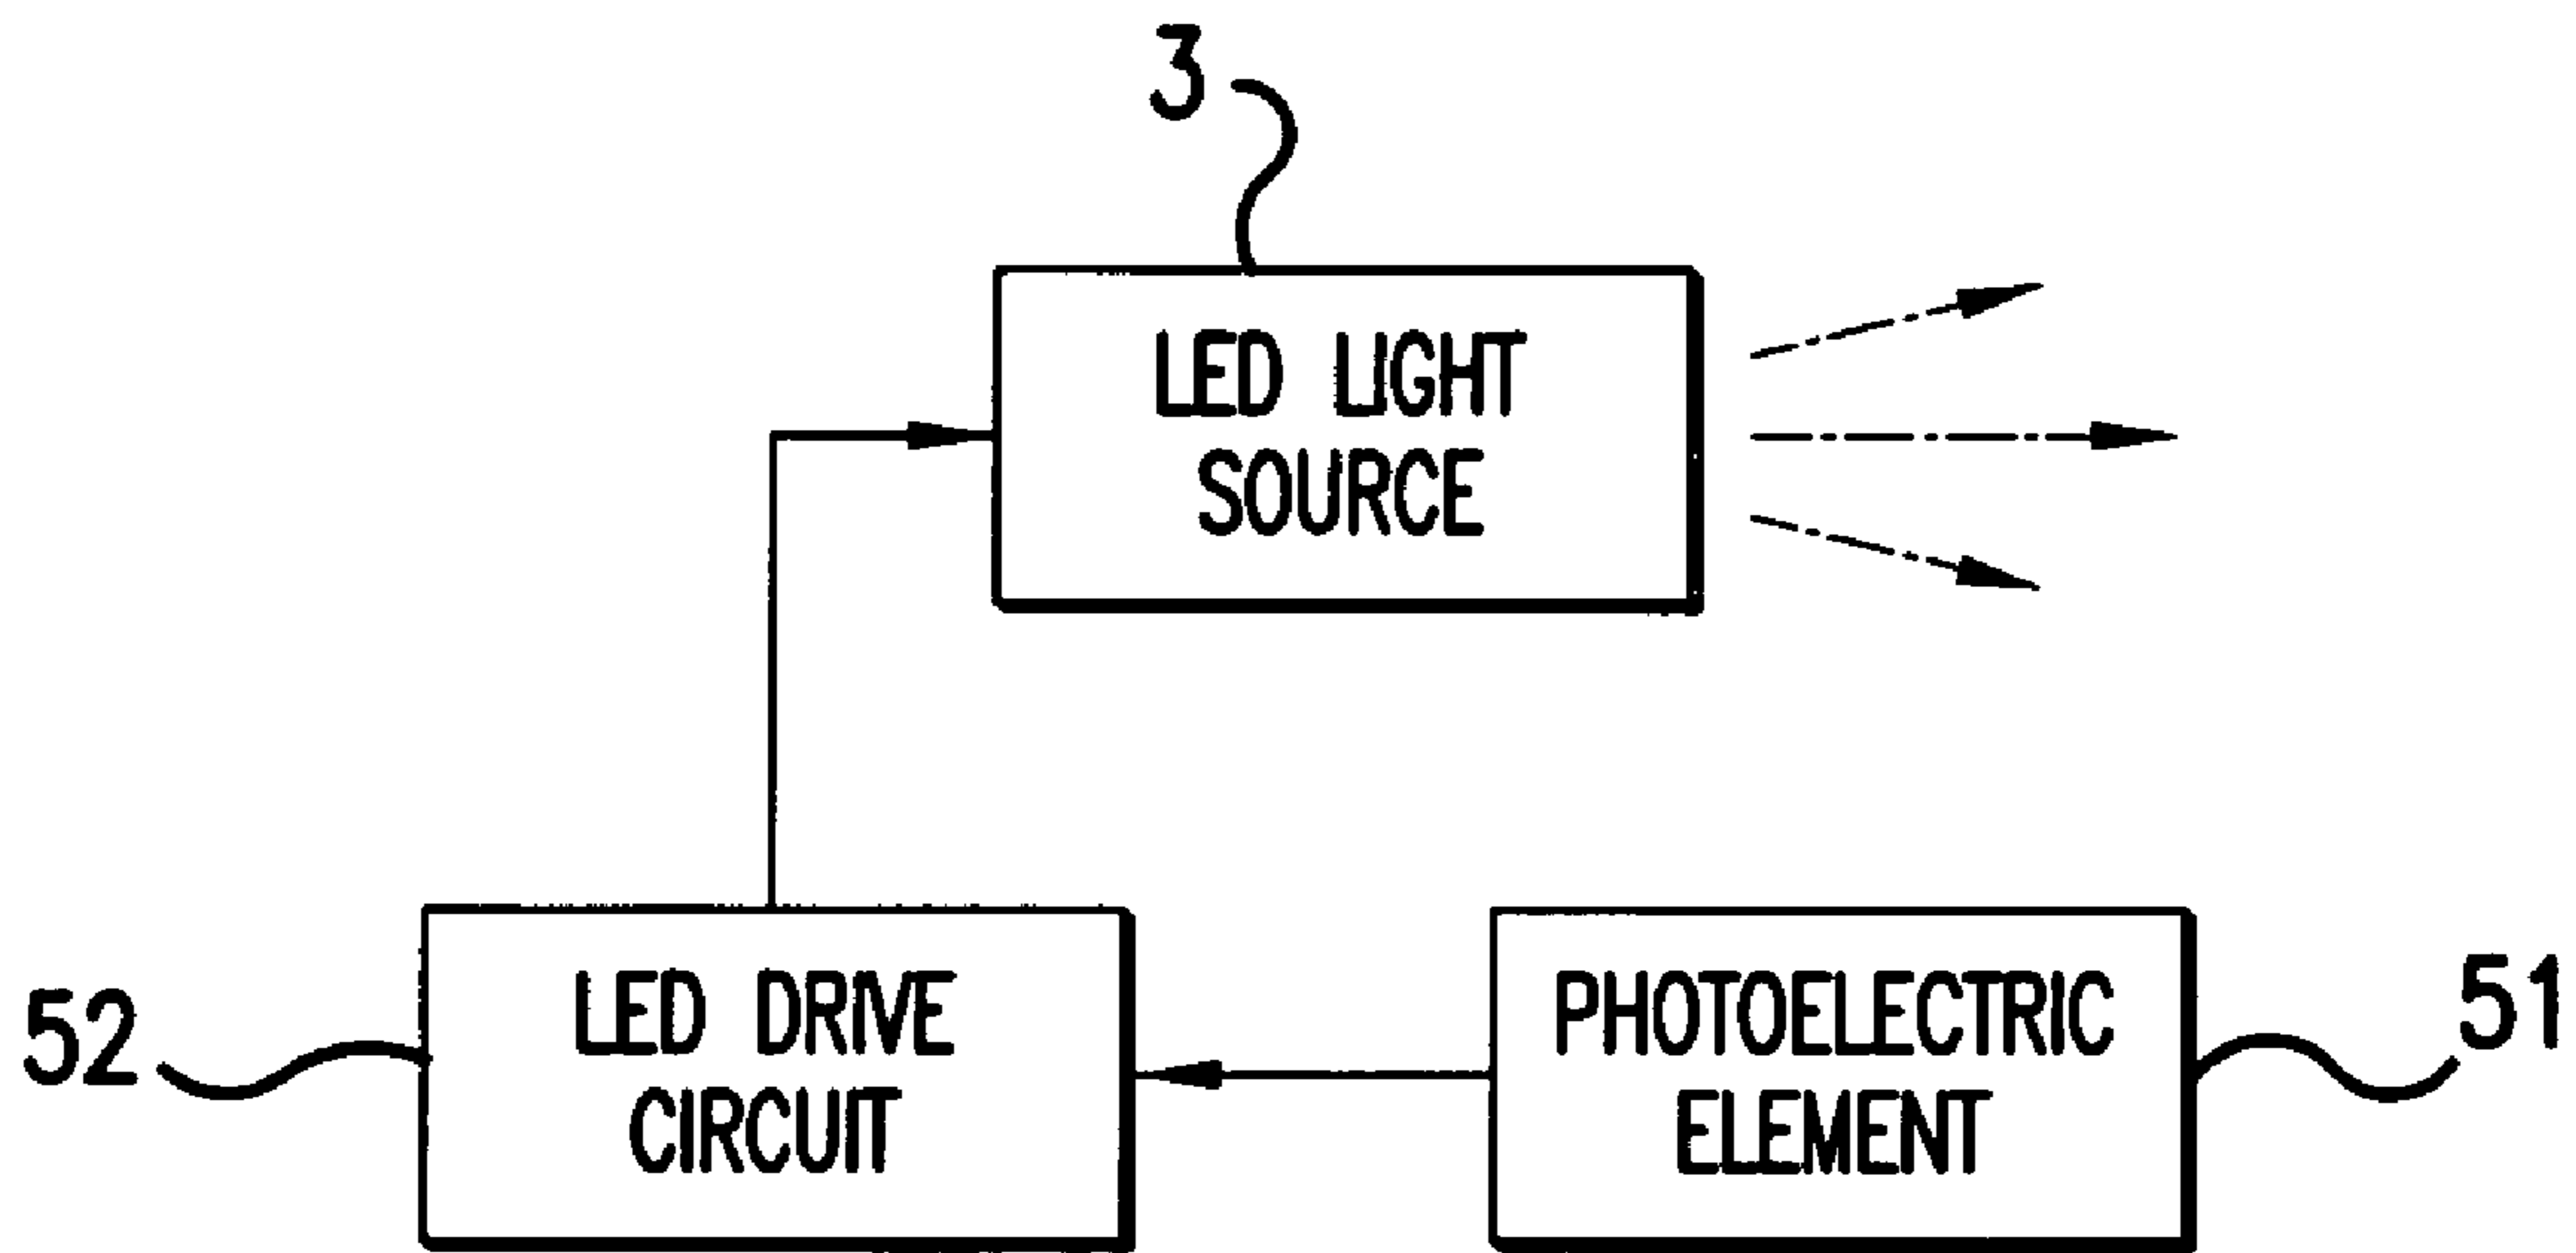 3
LED LIGHT
SOURCE
52
LED DRIVE
CIRCUIT
PHOTOELECTRIC
ELEMENT
51